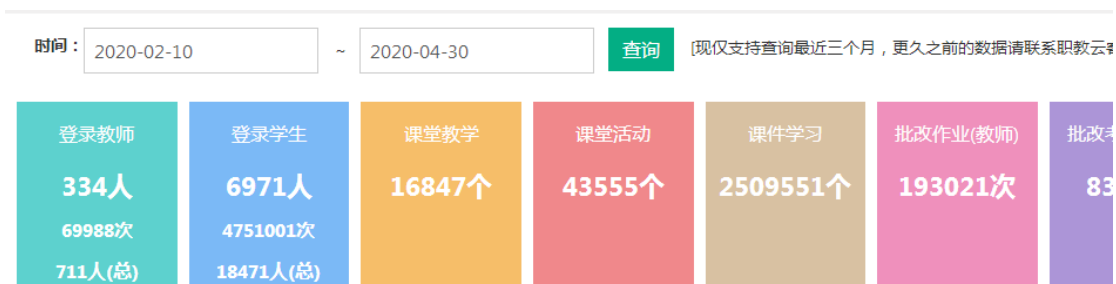 时间：
2020-02-10
~
2020-04-30
查询
[现仅支持查询最近三个月，更久之前的数据请联系职教云
登录教师
334人
69988次
711人(总)
登录学生
6971人
4751001次
18471人(总)
课堂教学
16847个
课堂活动
43555个
课件学习
2509551个
批改作业(教师)
193021次
批改
83